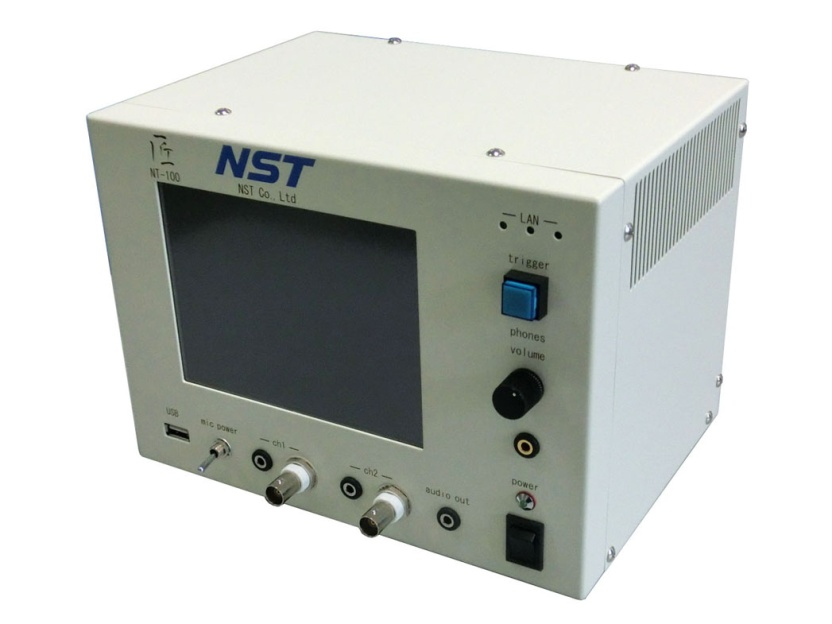 匠
NT-100
NST
NST Co., Ltd
LAN
trigger
phones
volume
USB
mic power
ch1
ch2
audio out
power